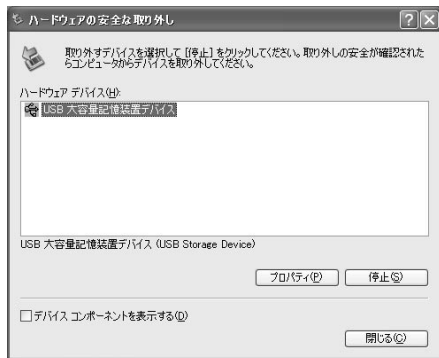 ハードウェアの安全な取り外し
取り外すデバイスを選択して [停止] をクリックしてください。取り外しの安全が確認された
らコンピュータからデバイスを取り外してください。
ハードウェア デバイス(H):
USB 大容量記憶装置デバイス
USB 大容量記憶装置デバイス (USB Storage Device)
プロパティ(P)
停止(S)
デバイス コンポーネントを表示する(D)
閉じる(C)